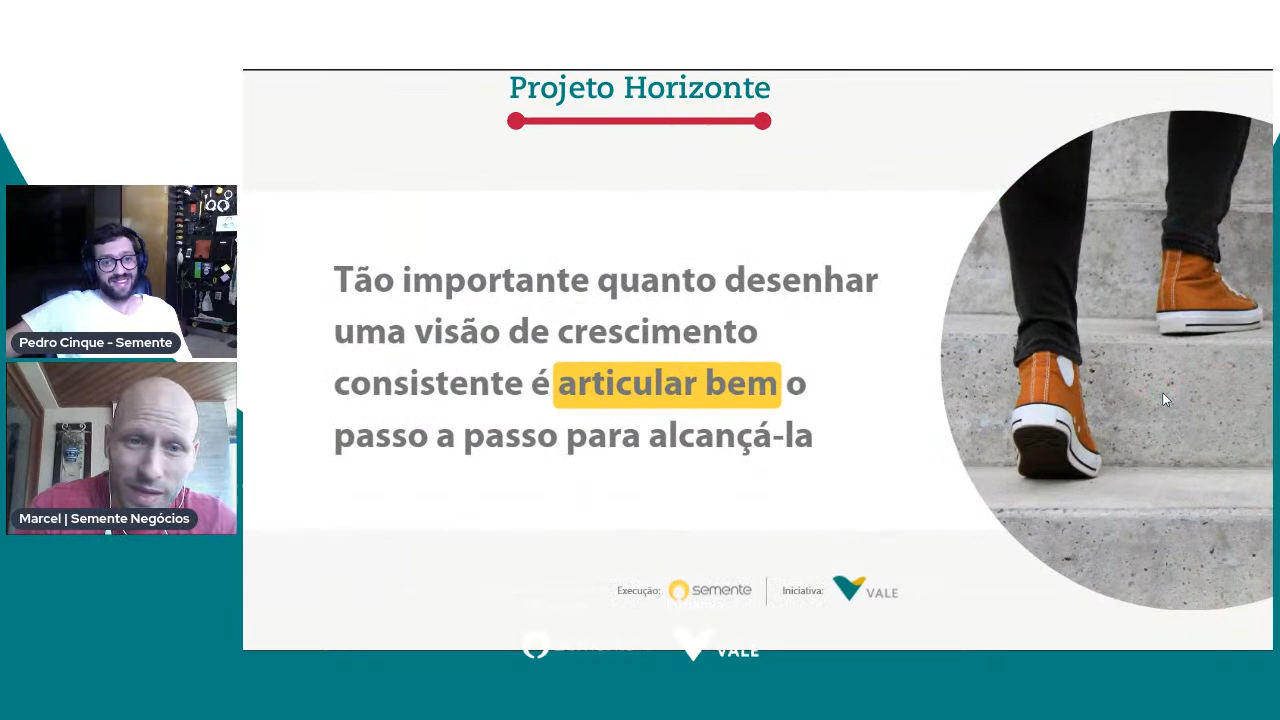 Projeto Horizonte
Pedro Cinque - Semente
Marcel | Semente Negócios
Tão importante quanto desenhar
uma visão de crescimento
consistente é articular bem o
passo a passo para alcançá-la
Execução: semente
Iniciativa: VALE
VALE